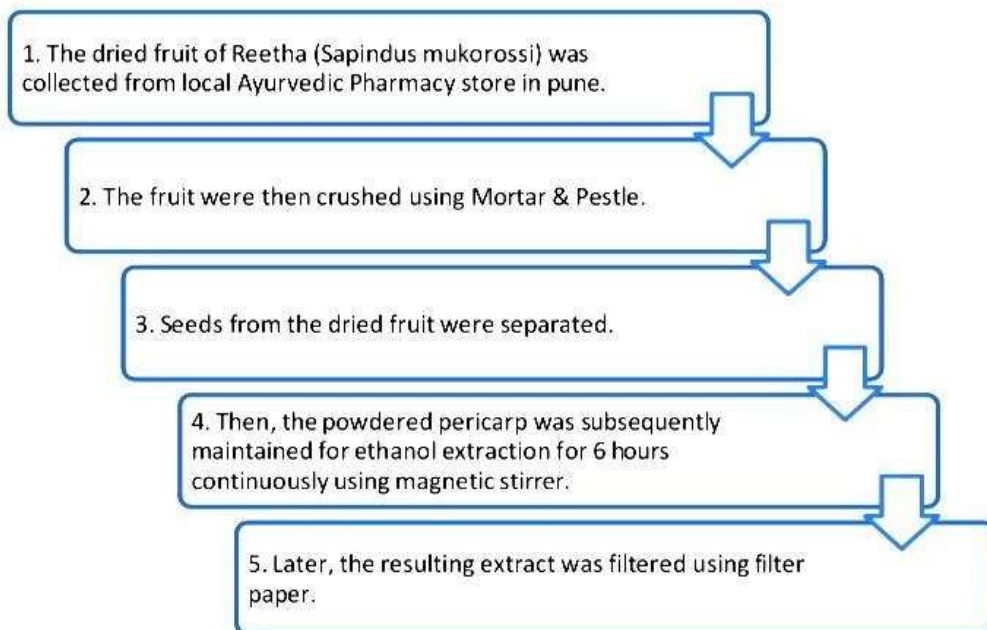 1. The dried fruit of Reetha (Sapindus mukorossi) was
collected from local Ayurvedic Pharmacy store in pune.
2. The fruit were then crushed using Mortar & Pestle.
3. Seeds from the dried fruit were separated.
4. Then, the powdered pericarp was subsequently
maintained for ethanol extraction for 6 hours
continuously using magnetic stirrer.
5. Later, the resulting extract was filtered using filter
paper.